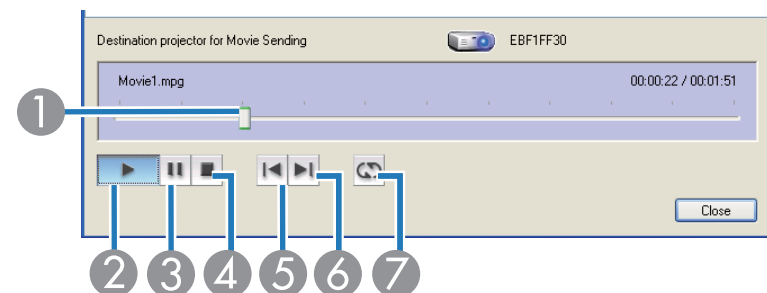 Destination projector for Movie Sending EBF1FF30
Movie1.mpg 00:00:22 / 00:01:51
1
Close
2 3 4 5 6 7